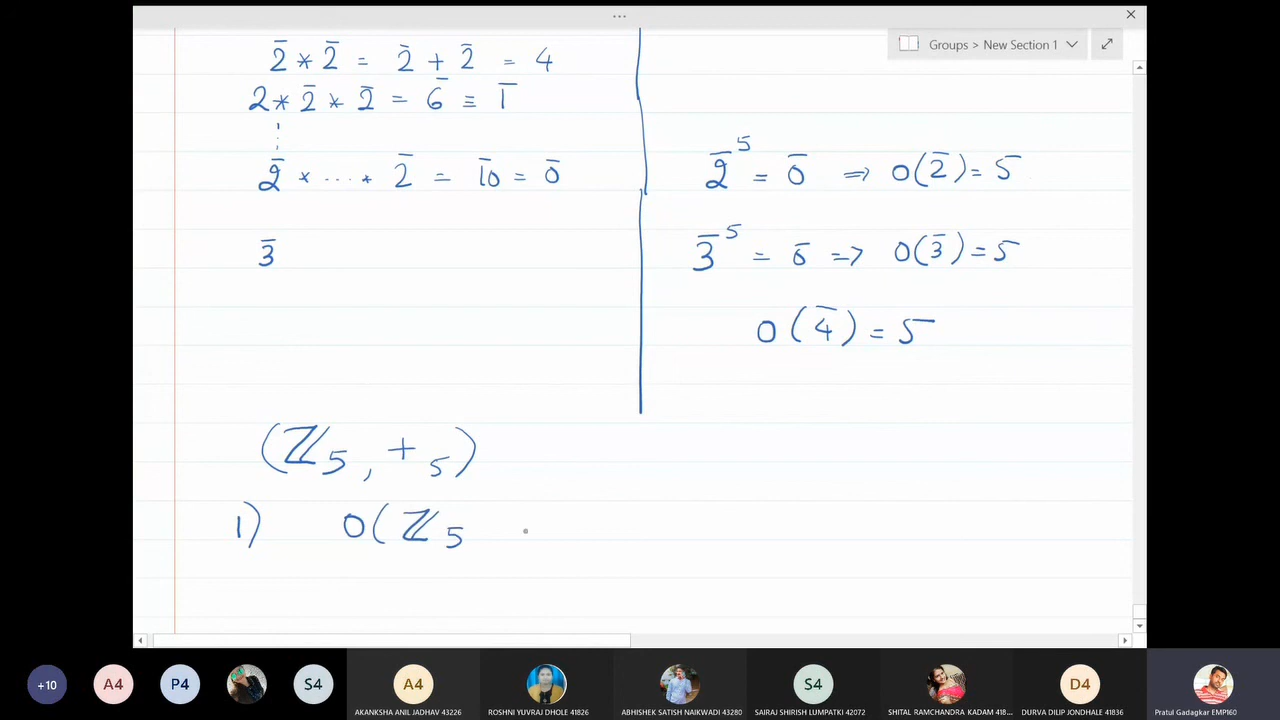 Groups > New Section 1
2̄ * 2̄ = 2̄ + 2̄ = 4̄
2 * 2̄ * 2̄ = 6̄ ≡ 1̄
⋮
2̄ * ... * 2̄ = 1̄0̄ = 0̄
3̄
2̄⁵ = 0̄ ⇒ O(2̄) = 5
3̄⁵ = 0̄ ⇒ O(3̄) = 5
O(4̄) = 5
(ℤ₅, +₅)
1) O(ℤ₅
+10
A4
P4
S4
A4
AKANKSHA ANIL JADHAV 43226
ROSHNI YUVRAJ DHOLE 41826
ABHISHEK SATISH NAIKWADI 43280
S4
SAIRAJ SHIRISH LUMPATKI 42072
SHITAL RAMCHANDRA KADAM 418...
D4
DURVA DILIP JONDHALE 41836
Pratul Gadagkar EMP160